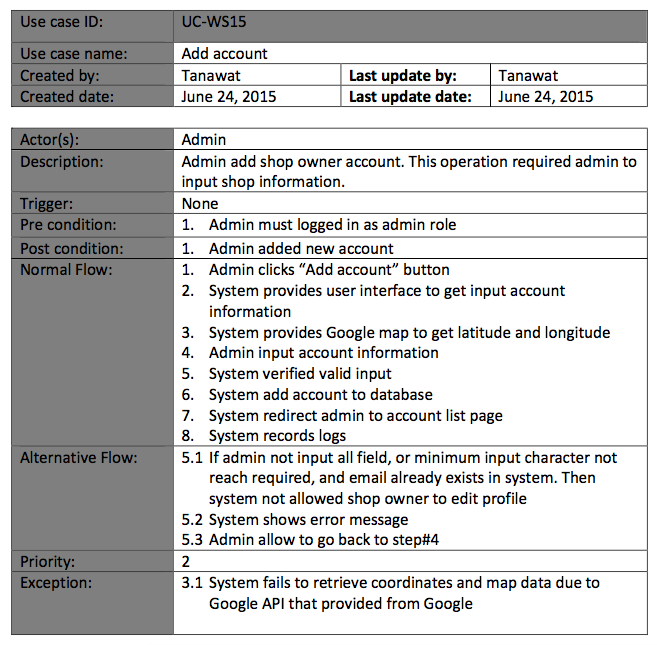 Use case ID: UC-WS15
Use case name: Add account
Created by: Tanawat Last update by: Tanawat
Created date: June 24, 2015 Last update date: June 24, 2015
Actor(s): Admin
Description: Admin add shop owner account. This operation required admin to
input shop information.
Trigger: None
Pre condition: 1. Admin must logged in as admin role
Post condition: 1. Admin added new account
Normal Flow: 1. Admin clicks “Add account” button
2. System provides user interface to get input account
information
3. System provides Google map to get latitude and longitude
4. Admin input account information
5. System verified valid input
6. System add account to database
7. System redirect admin to account list page
8. System records logs
Alternative Flow: 5.1 If admin not input all field, or minimum input character not
reach required, and email already exists in system. Then
system not allowed shop owner to edit profile
5.2 System shows error message
5.3 Admin allow to go back to step#4
Priority: 2
Exception: 3.1 System fails to retrieve coordinates and map data due to
Google API that provided from Google